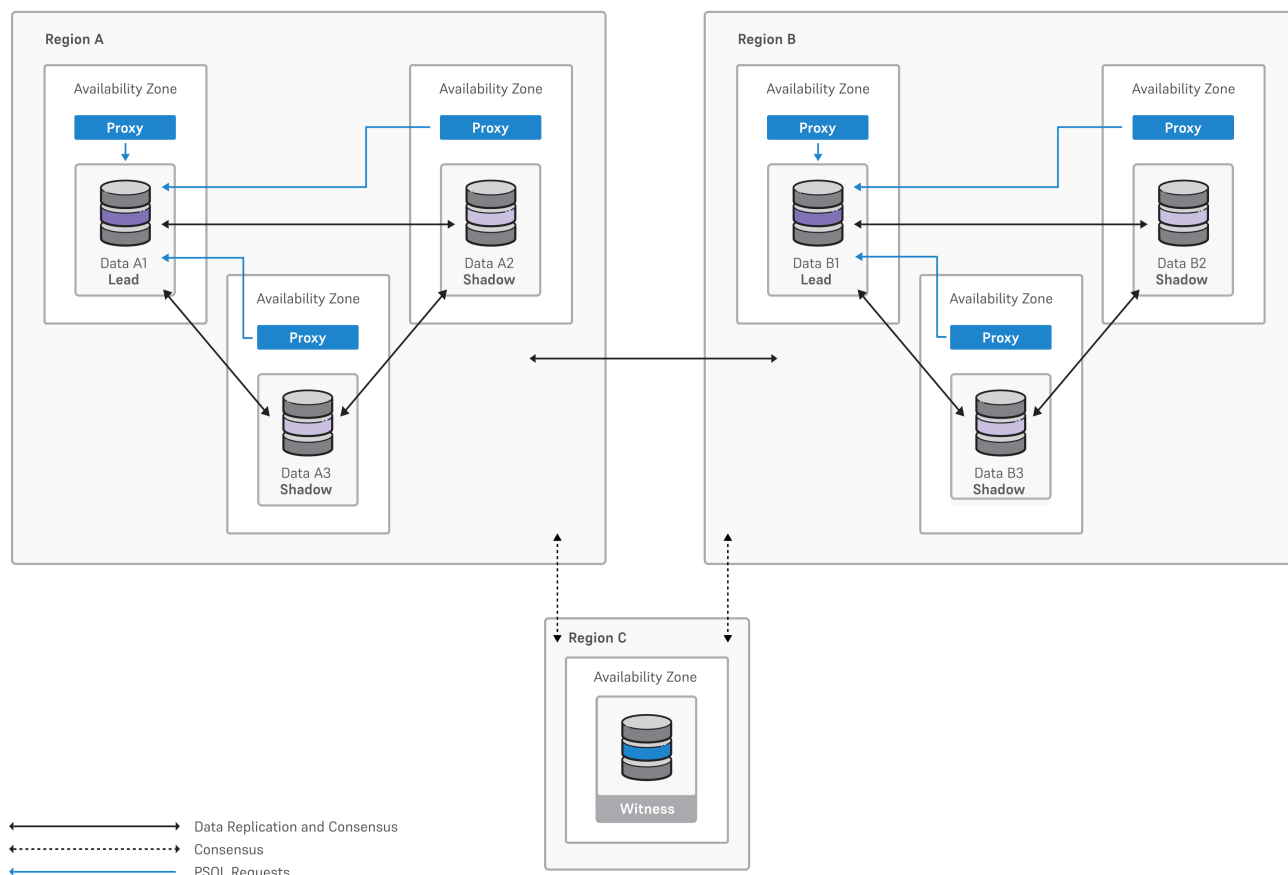 Region A
Availability Zone
Proxy
Data A1
Lead
Availability Zone
Proxy
Data A2
Shadow
Availability Zone
Proxy
Data A3
Shadow
Region B
Availability Zone
Proxy
Data B1
Lead
Availability Zone
Proxy
Data B2
Shadow
Availability Zone
Proxy
Data B3
Shadow
Region C
Availability Zone
Witness
Data Replication and Consensus
Consensus
PSQL Requests